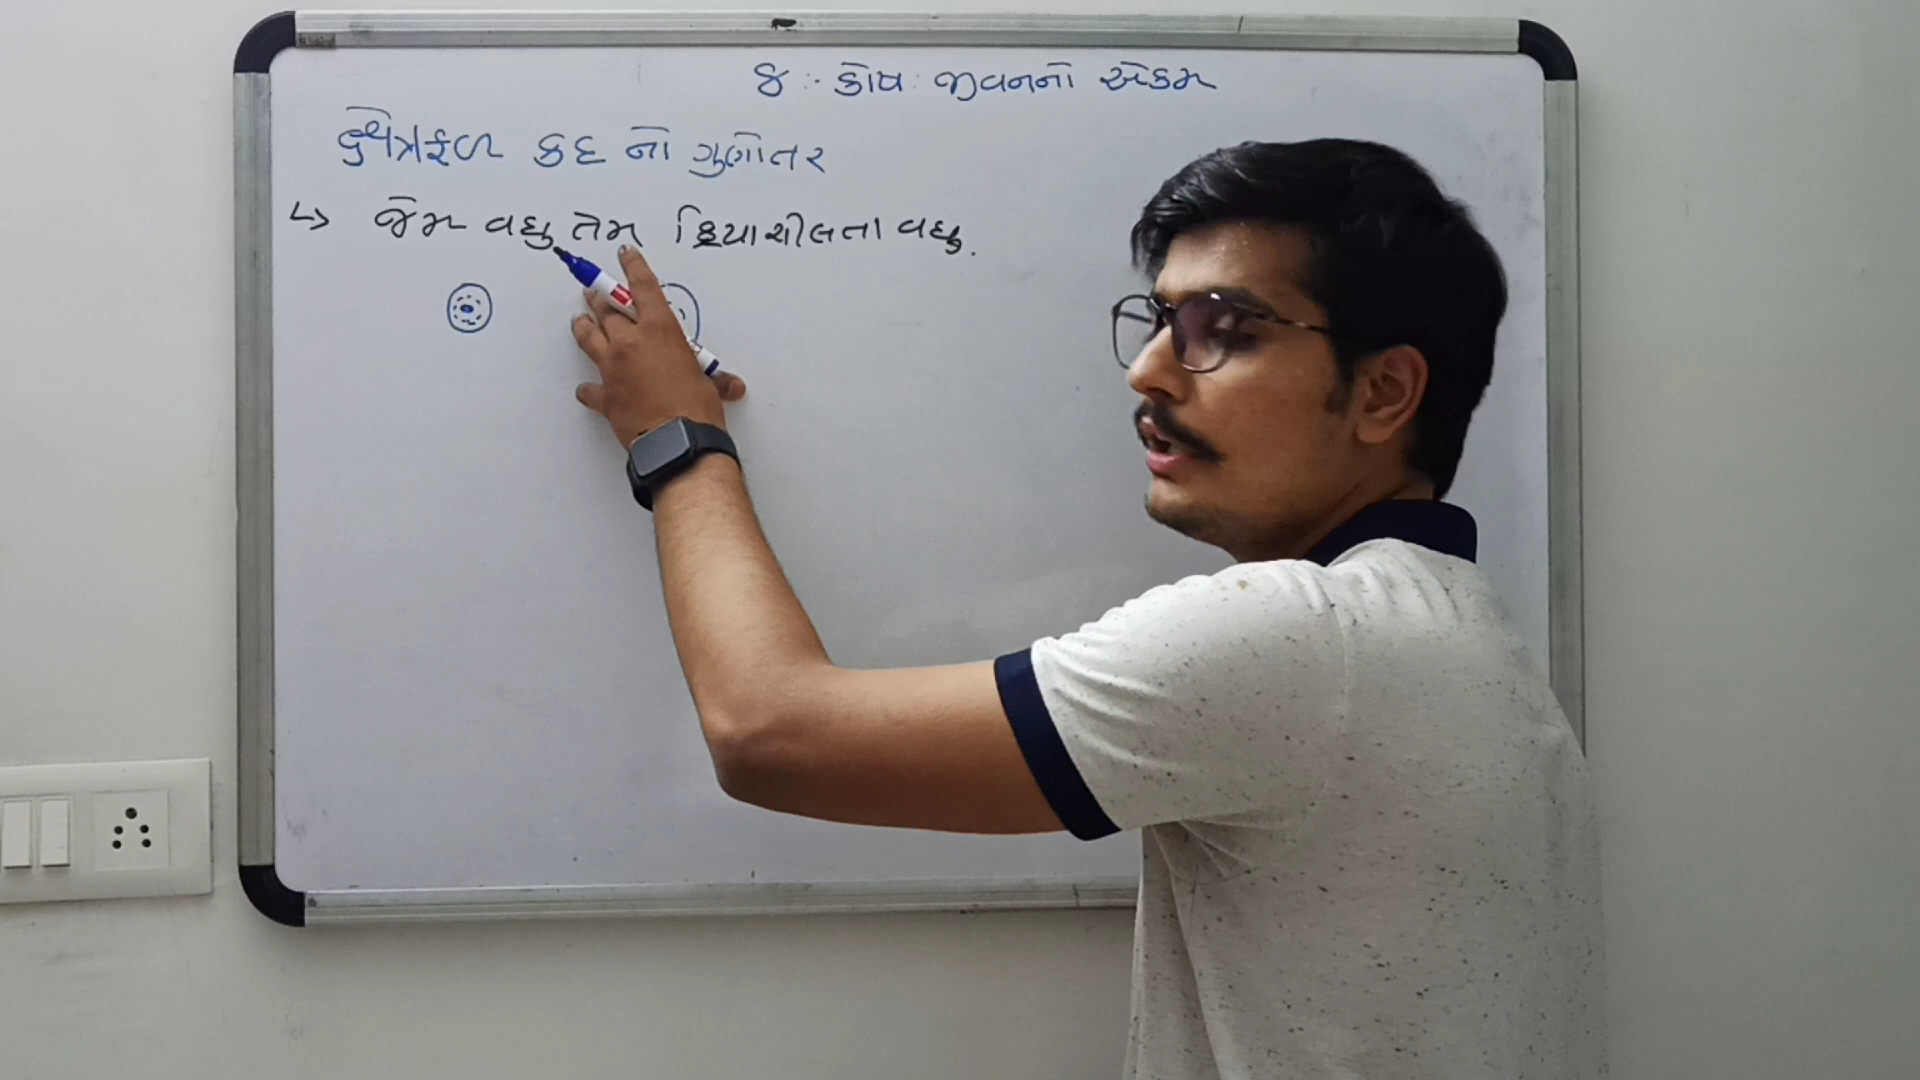 ૪ :- કોષ : જીવનનો એકમ
ક્ષેત્રફળ કદ નો ગુણોતર
↳ જેમ વધુ તેમ ક્રિયાશીલતા વધુ.